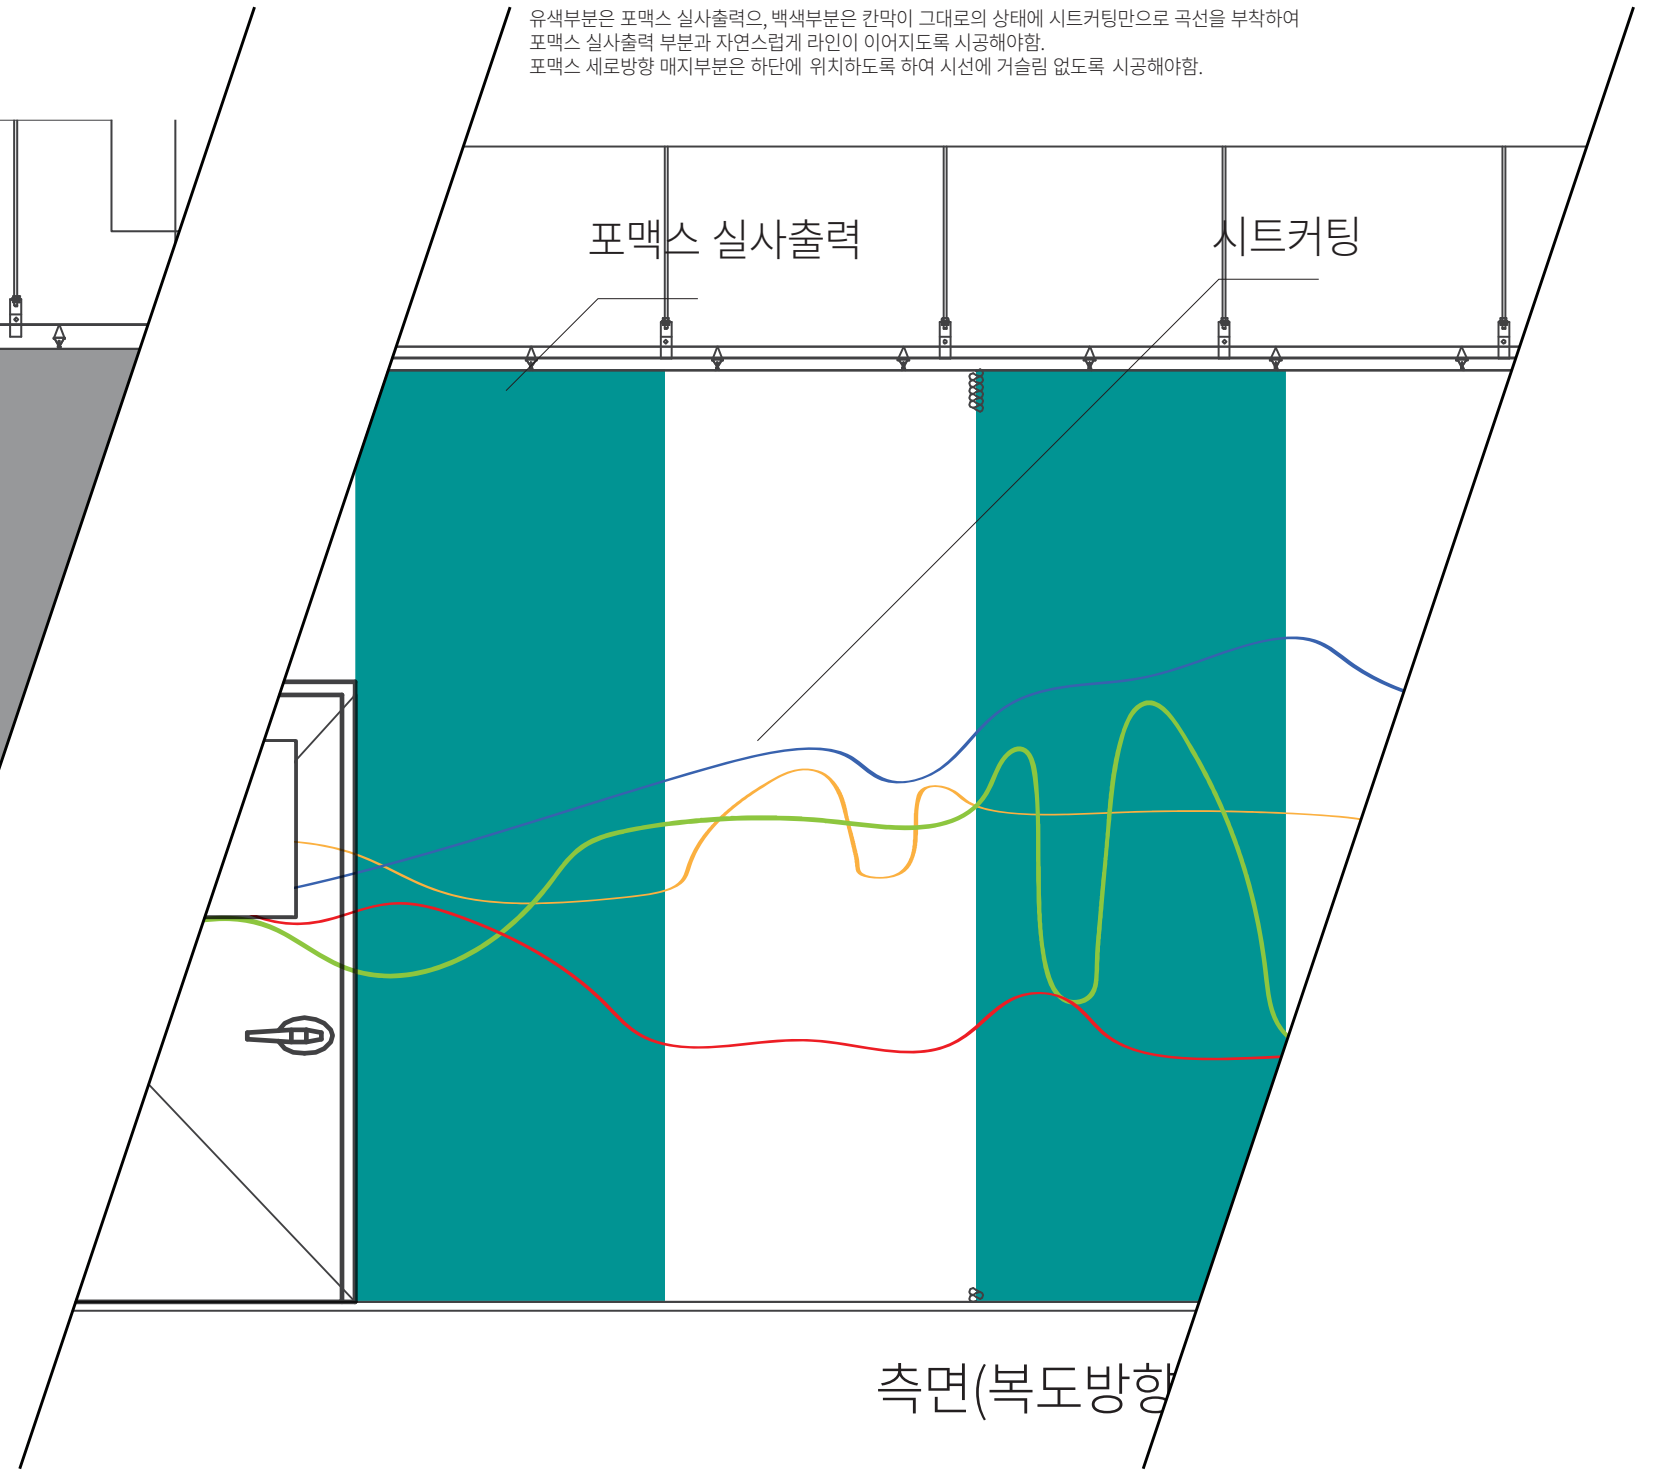 유색부분은 포맥스 실사출력으, 백색부분은 칸막이 그대로의 상태에 시트커팅만으로 곡선을 부착하여
포맥스 실사출력 부분과 자연스럽게 라인이 이어지도록 시공해야함.
포맥스 세로방향 매지부분은 하단에 위치하도록 하여 시선에 거슬림 없도록 시공해야함.
포맥스 실사출력
시트커팅
측면(복도방향